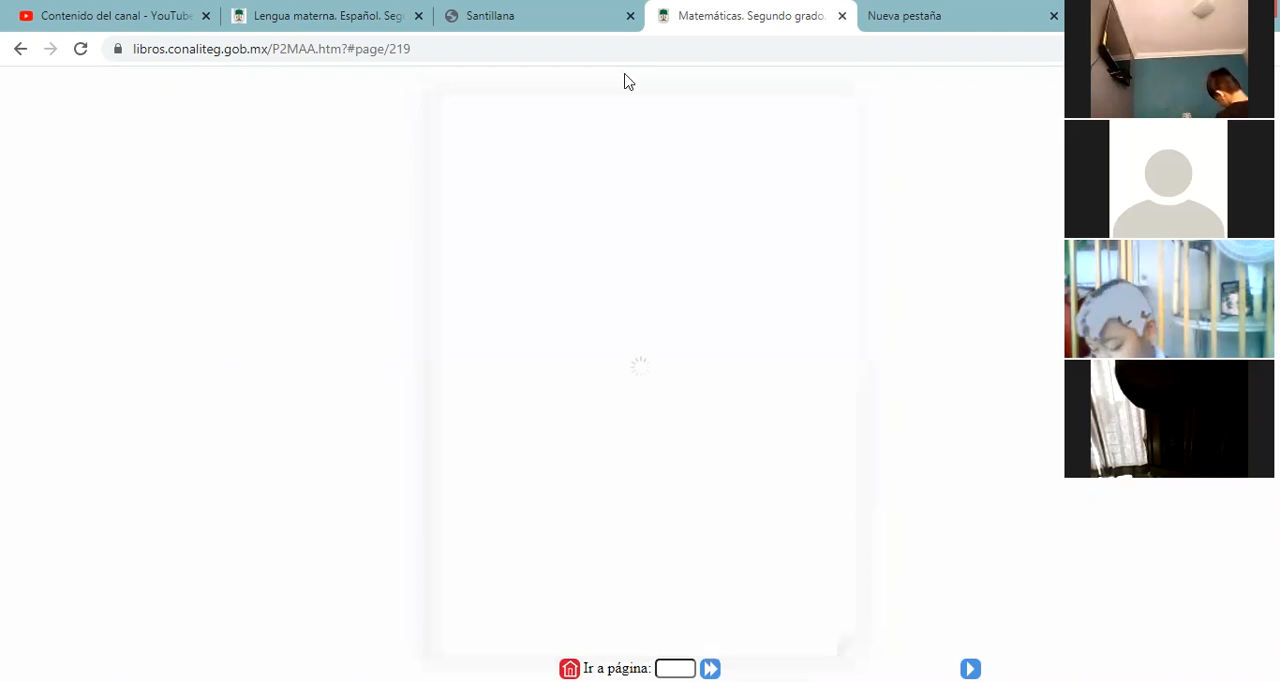 Contenido del canal - YouTube
Lengua materna. Español. Seg
Santillana
Matemáticas. Segundo grado.
Nueva pestaña
libros.conaliteg.gob.mx/P2MAA.htm?#page/219
Ir a página: